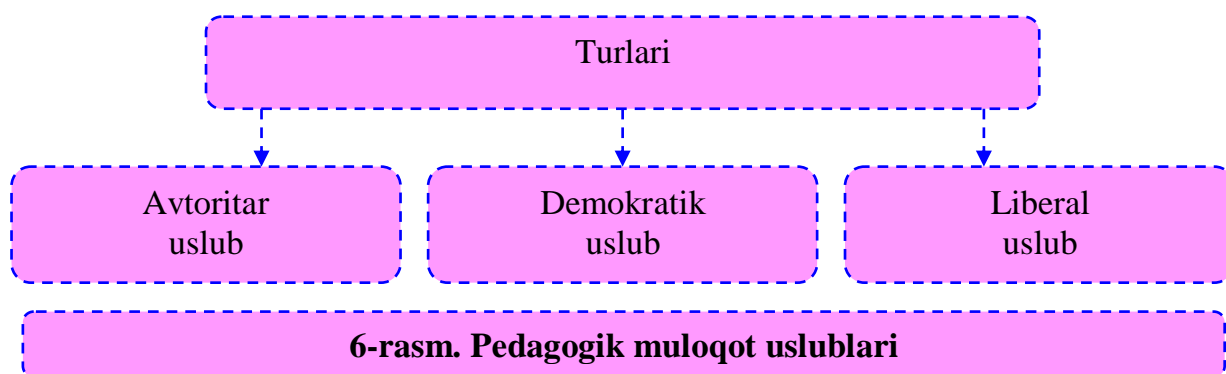 Turlari
Avtoritar
uslub
Demokratik
uslub
Liberal
uslub
6-rasm. Pedagogik muloqot uslublari